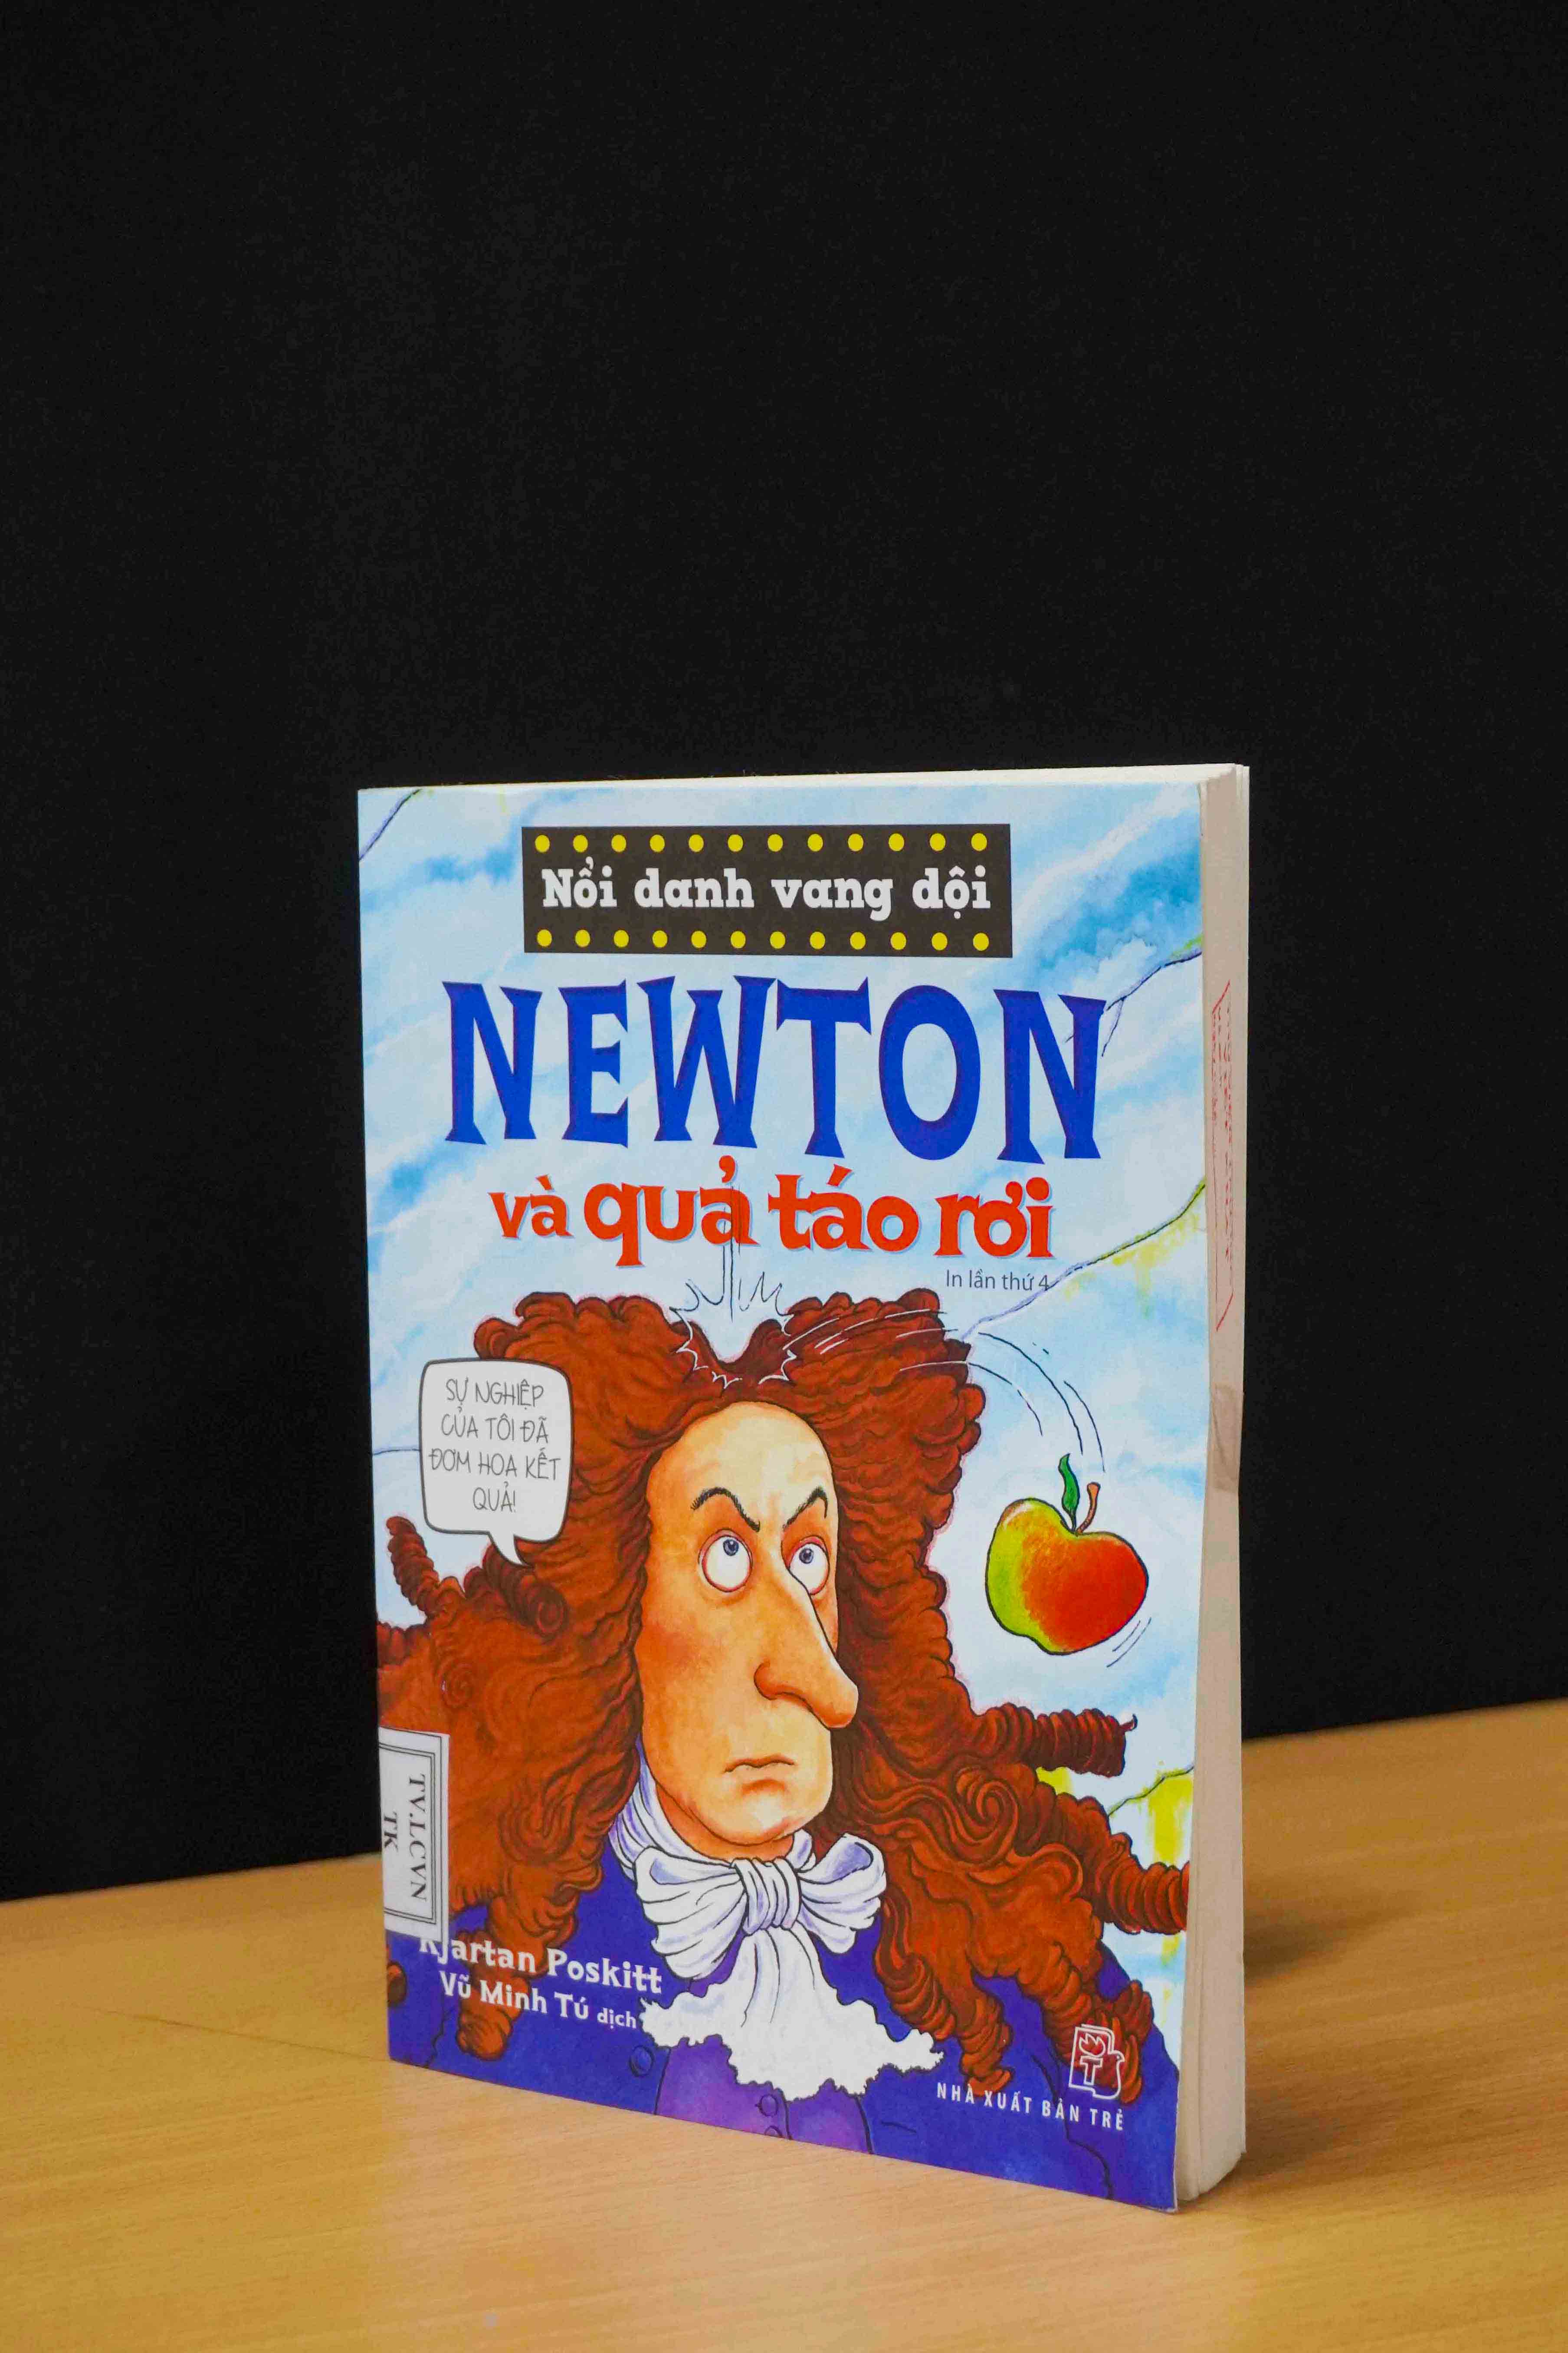 Nổi danh vang dội
NEWTON
và quả táo rơi
In lần thứ 4
SỰ NGHIỆP
CỦA TÔI ĐÃ
ĐƠM HOA KẾT
QUẢ!
TV.LCVN
TK
Kjartan Poskitt
Vũ Minh Tú dịch
T
NHÀ XUẤT BẢN TRẺ